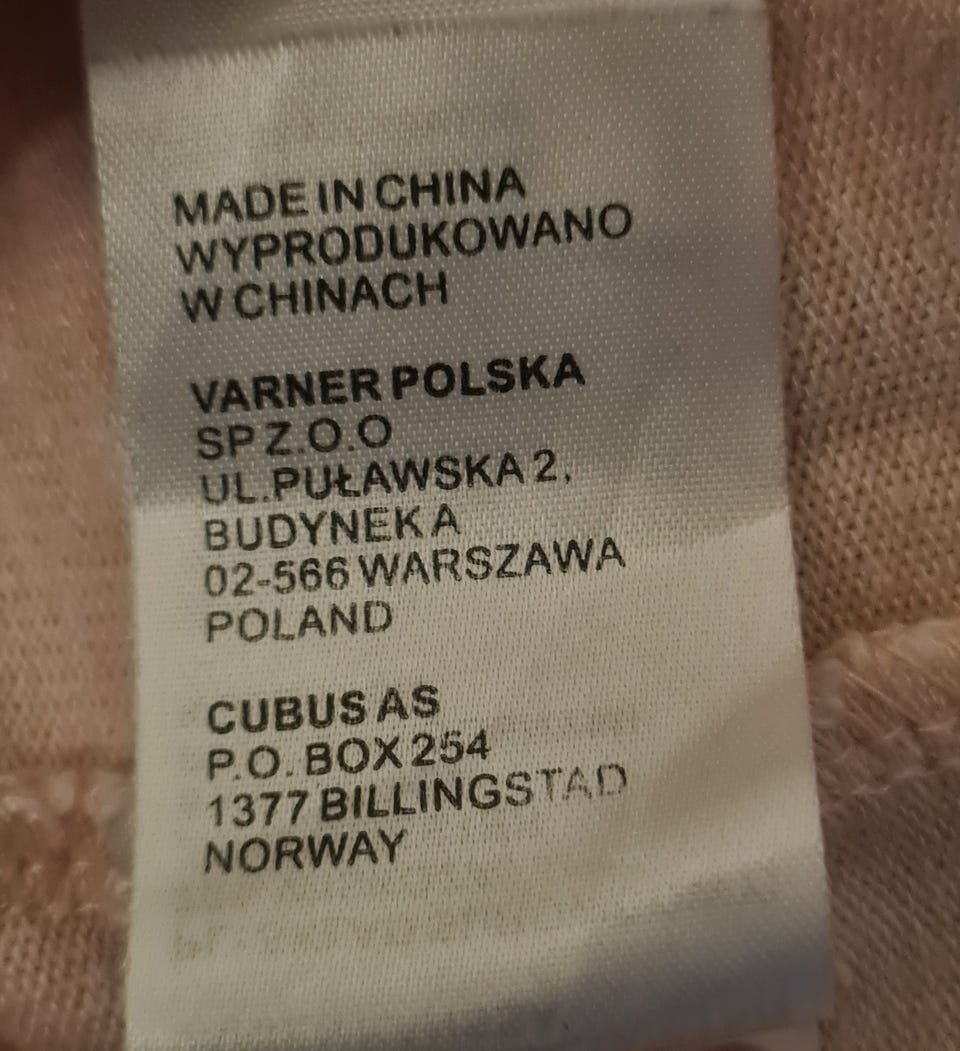 MADE IN CHINA
WYPRODUKOWANO
W CHINACH
VARNER POLSKA
SP Z.O.O
UL.PUŁAWSKA 2,
BUDYNEK A
02-566 WARSZAWA
POLAND
CUBUS AS
P.O. BOX 254
1377 BILLINGSTAD
NORWAY